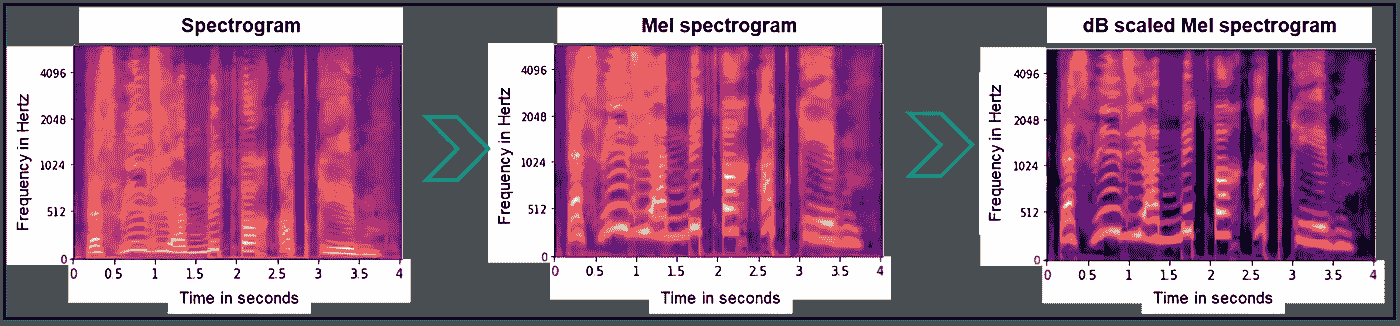 Spectrogram
Mel spectrogram
dB scaled Mel spectrogram
Frequency in Hertz
4096
2048
1024
512
0
0 0 5 1 1.5 2 2.5 3 3.5 4
Time in seconds
Frequency in Hertz
4096
2048
1024
512
0
0 0 5 1 1.5 2 2.5 3 3.5 4
Time in seconds
Frequency in Hertz
4096
2048
1024
512
0
0 0.5 1 1.5 2 2.5 3 3.5 4
Time in seconds